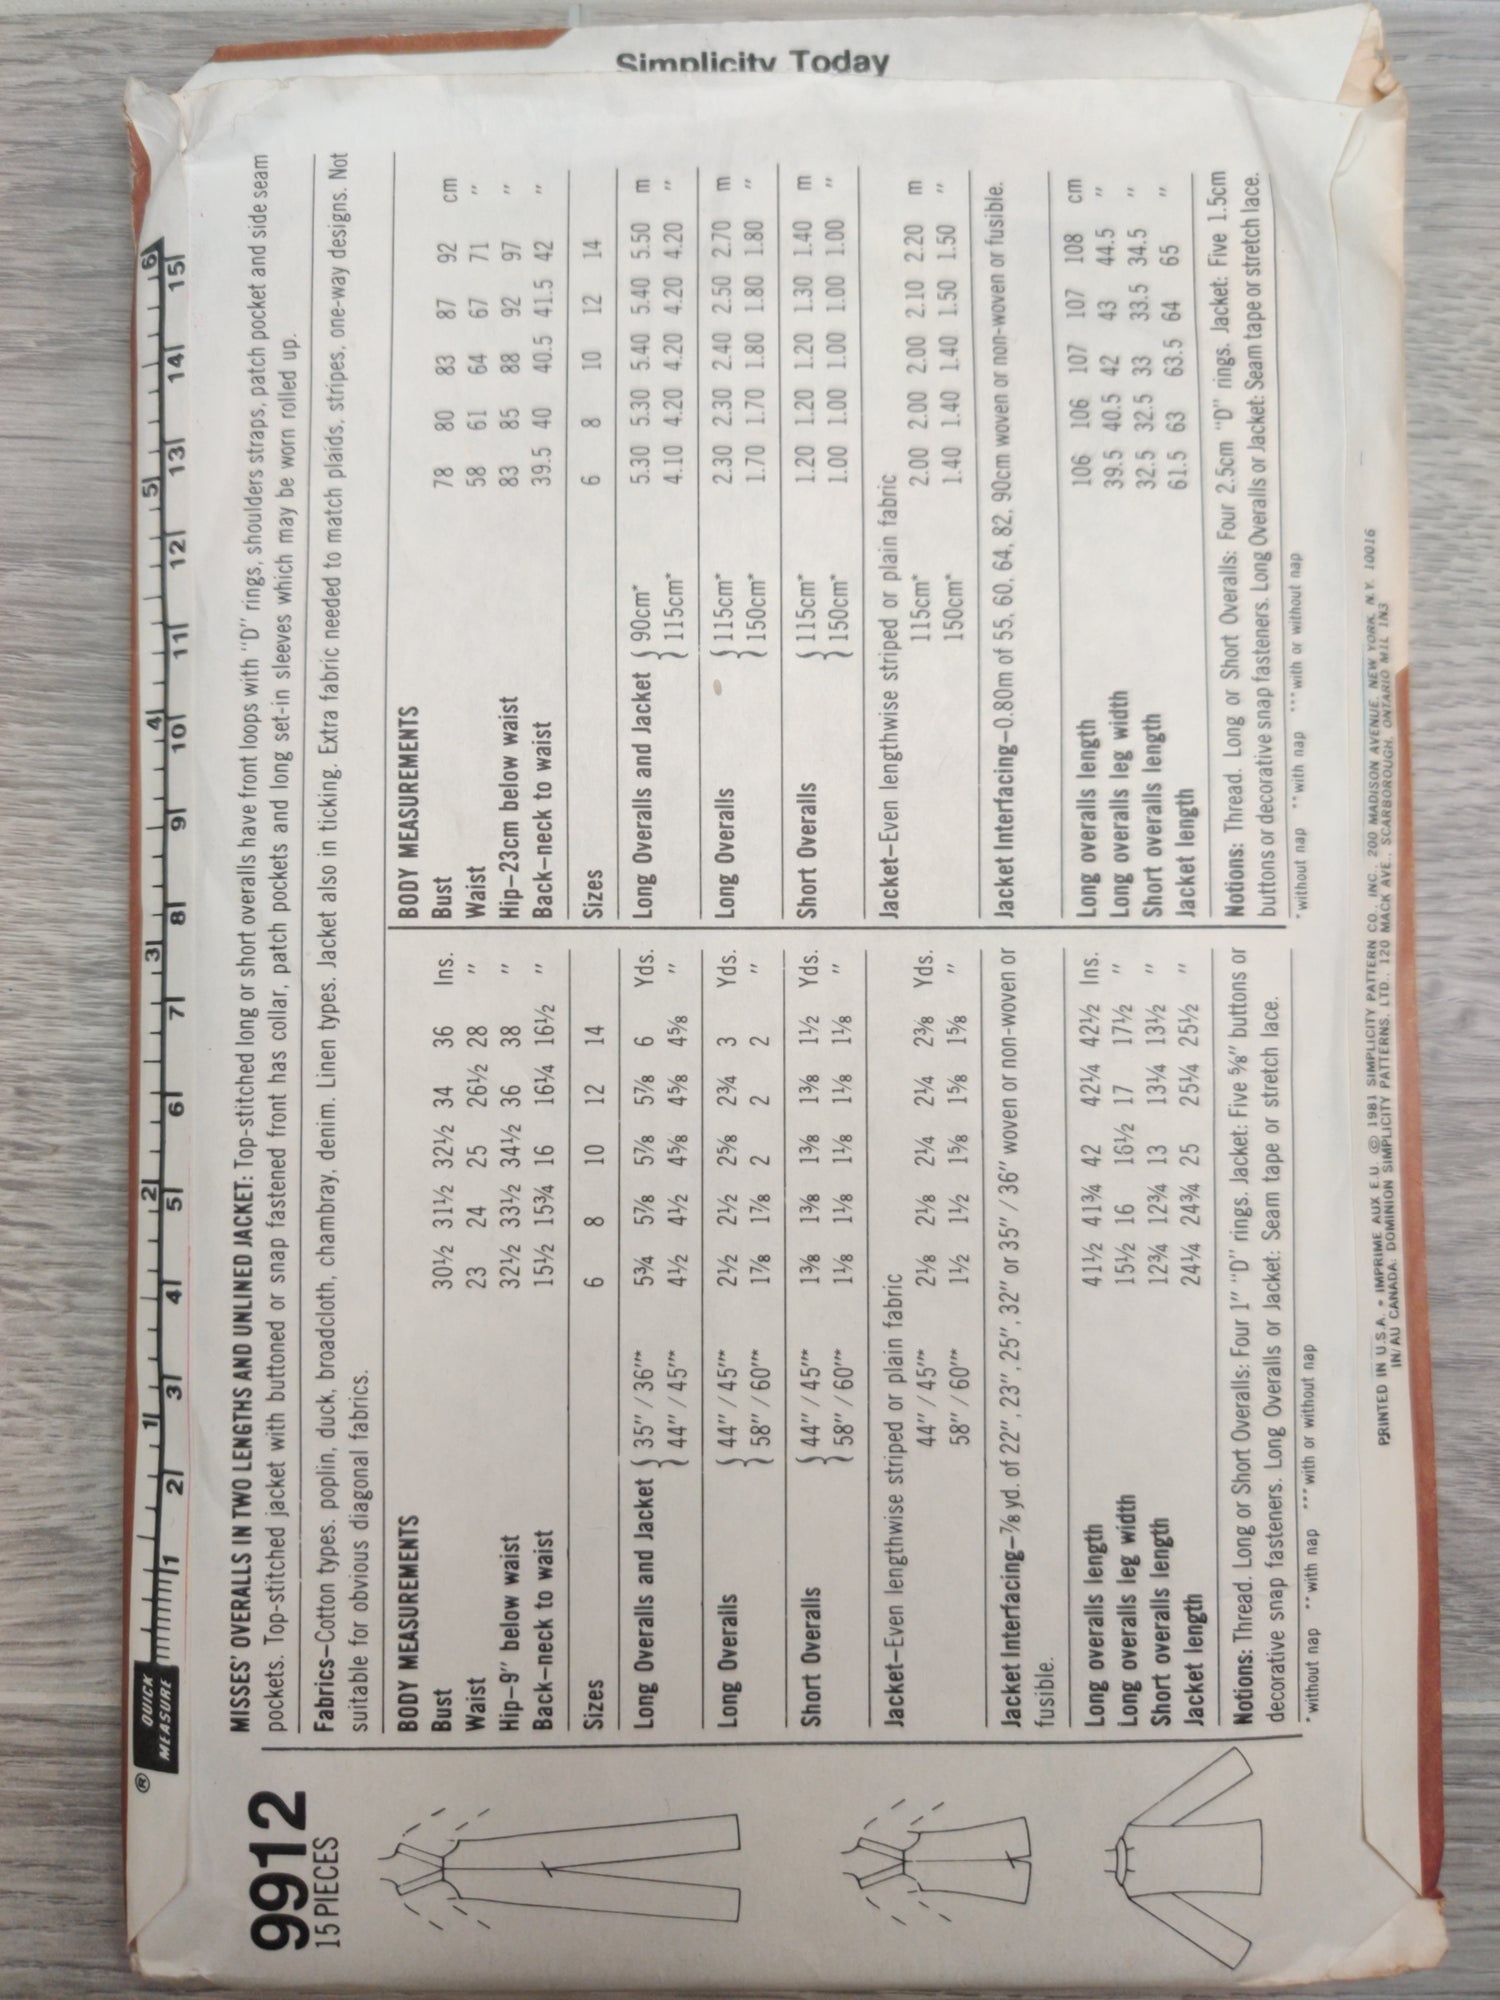 Simplicity Today
® QUICK
MEASURE
1 2 3 4 5 6
1 2 3 4 5 6 7 8 9 10 11 12 13 14 15
9912
15 PIECES
MISSES' OVERALLS IN TWO LENGTHS AND UNLINED JACKET: Top-stitched long or short overalls have front loops with "D" rings, shoulders straps, patch pocket and side seam
pockets. Top-stitched jacket with buttoned or snap fastened front has collar, patch pockets and long set-in sleeves which may be worn rolled up.
Fabrics–Cotton types, poplin, duck, broadcloth, chambray, denim. Linen types. Jacket also in ticking. Extra fabric needed to match plaids, stripes, one-way designs. Not
suitable for obvious diagonal fabrics.
BODY MEASUREMENTS
Bust 30½ 31½ 32½ 34 36 Ins.
Waist 23 24 25 26½ 28 "
Hip–9" below waist 32½ 33½ 34½ 36 38 "
Back–neck to waist 15½ 15¾ 16 16¼ 16½ "
Sizes 6 8 10 12 14
Long Overalls and Jacket { 35" / 36"* 5¾ 5⅞ 5⅞ 5⅞ 6 Yds.
44" / 45"* 4½ 4½ 4⅝ 4⅝ 4⅝ "
Long Overalls } 44" / 45"* 2½ 2½ 2⅝ 2¾ 3 Yds.
58" / 60"* 1⅞ 1⅞ 2 2 2 "
Short Overalls } 44" / 45"* 1⅜ 1⅜ 1⅜ 1⅜ 1½ Yds.
58" / 60"* 1⅛ 1⅛ 1⅛ 1⅛ 1⅛ "
Jacket–Even lengthwise striped or plain fabric
44" / 45"* 2⅛ 2⅛ 2¼ 2¼ 2⅜ Yds.
58" / 60"* 1½ 1½ 1⅝ 1⅝ 1⅝ "
Jacket Interfacing–⅞ yd. of 22", 23", 25", 32" or 35" / 36" woven or non-woven or
fusible.
Long overalls length 41½ 41¾ 42 42¼ 42½ Ins.
Long overalls leg width 15½ 16 16½ 17 17½ "
Short overalls length 12¾ 12¾ 13 13¼ 13½ "
Jacket length 24¼ 24¾ 25 25¼ 25½ "
Notions: Thread. Long or Short Overalls: Four 1" "D" rings. Jacket: Five ⅝" buttons or
decorative snap fasteners. Long Overalls or Jacket: Seam tape or stretch lace.
*without nap **with nap ***with or without nap
BODY MEASUREMENTS
Bust 78 80 83 87 92 cm
Waist 58 61 64 67 71 "
Hip–23cm below waist 83 85 88 92 97 "
Back–neck to waist 39.5 40 40.5 41.5 42 "
Sizes 6 8 10 12 14
Long Overalls and Jacket { 90cm* 5.30 5.30 5.40 5.40 5.50 m
115cm* 4.10 4.20 4.20 4.20 4.20 "
Long Overalls } 115cm* 2.30 2.30 2.40 2.50 2.70 m
150cm* 1.70 1.70 1.80 1.80 1.80 "
Short Overalls } 115cm* 1.20 1.20 1.20 1.30 1.40 m
150cm* 1.00 1.00 1.00 1.00 1.00 "
Jacket–Even lengthwise striped or plain fabric
115cm* 2.00 2.00 2.00 2.10 2.20 m
150cm* 1.40 1.40 1.40 1.50 1.50 "
Jacket Interfacing–0.80m of 55, 60, 64, 82, 90cm woven or non-woven or fusible.
Long overalls length 106 106 107 107 108 cm
Long overalls leg width 39.5 40.5 42 43 44.5 "
Short overalls length 32.5 32.5 33 33.5 34.5 "
Jacket length 61.5 63 63.5 64 65 "
Notions: Thread. Long or Short Overalls: Four 2.5cm "D" rings. Jacket: Five 1.5cm
buttons or decorative snap fasteners. Long Overalls or Jacket: Seam tape or stretch lace.
*without nap **with nap ***with or without nap
PRINTED IN U.S.A. • IMPRIME AUX E.U. © 1981 SIMPLICITY PATTERN CO., INC., 200 MADISON AVENUE, NEW YORK, N.Y. 10016
IN/AU CANADA: DOMINION SIMPLICITY PATTERNS, LTD., 120 MACK AVE., SCARBOROUGH, ONTARIO M1L 1N3